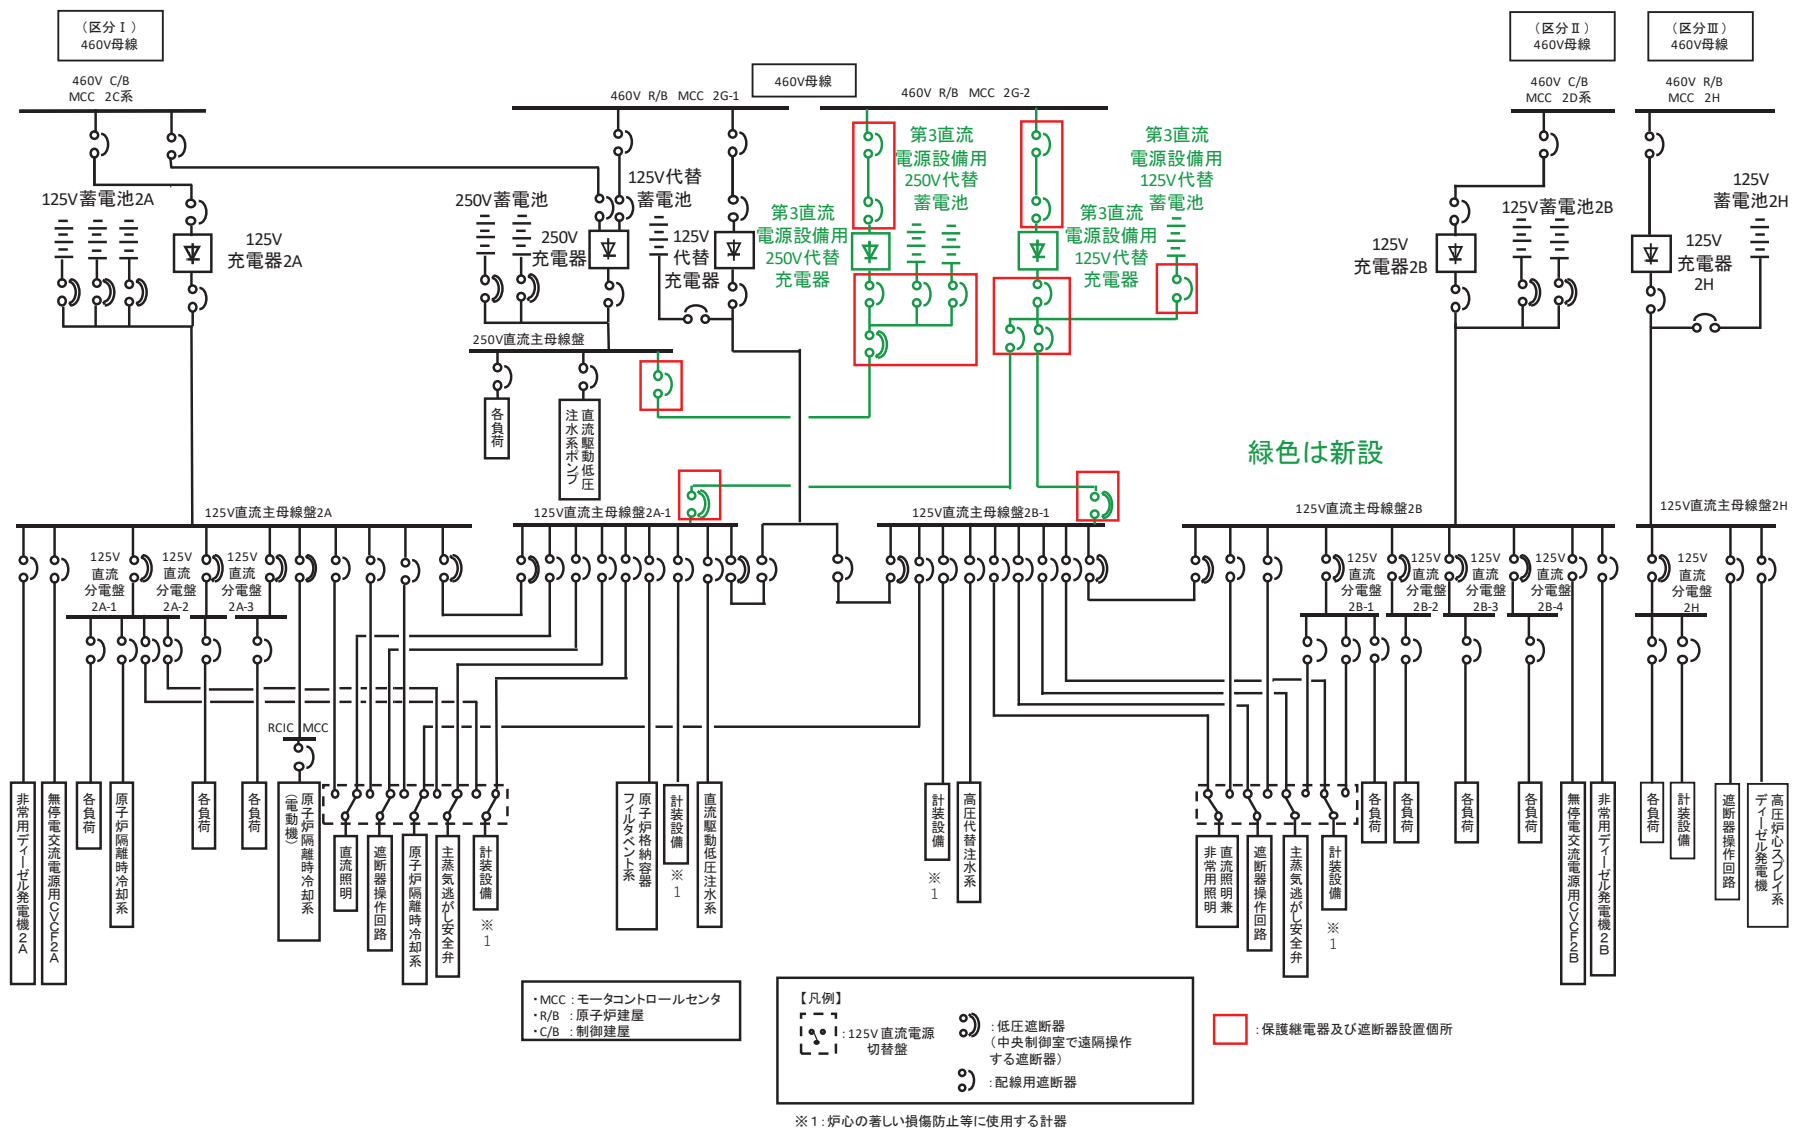 （区分Ⅰ）
460V母線
460V母線
（区分Ⅱ）
460V母線
（区分Ⅲ）
460V母線
460V C/B
MCC 2C系
460V R/B MCC 2G-1
460V R/B MCC 2G-2
460V C/B
MCC 2D系
460V R/B
MCC 2H
125V蓄電池2A
125V
充電器2A
250V蓄電池
250V
充電器
125V代替
蓄電池
125V
代替
充電器
第3直流
電源設備用
250V代替
充電器
第3直流
電源設備用
250V代替
蓄電池
第3直流
電源設備用
125V代替
充電器
第3直流
電源設備用
125V代替
蓄電池
125V
充電器2B
125V蓄電池2B
125V
充電器
2H
125V
蓄電池2H
250V直流主母線盤
各負荷
直流駆動低圧
注水系ポンプ
緑色は新設
125V直流主母線盤2A
125V直流主母線盤2A-1
125V直流主母線盤2B-1
125V直流主母線盤2B
125V直流主母線盤2H
125V
直流
分電盤
2A-1
125V
直流
分電盤
2A-2
125V
直流
分電盤
2A-3
125V
直流
分電盤
2B-1
125V
直流
分電盤
2B-2
125V
直流
分電盤
2B-3
125V
直流
分電盤
2B-4
125V
直流
分電盤
2H
RCIC MCC
非常用ディーゼル発電機2A
無停電交流電源用CVCF2A
各負荷
原子炉隔離時冷却系
各負荷
各負荷
原子炉隔離時冷却系
（電動機）
直流照明
遮断器操作回路
原子炉隔離時冷却系
主蒸気逃がし安全弁
計装設備
※1
原子炉格納容器
フィルタベント系
計装設備
※1
直流駆動低圧注水系
計装設備
※1
高圧代替注水系
直流照明兼
非常用照明
遮断器操作回路
主蒸気逃がし安全弁
計装設備
※1
各負荷
各負荷
各負荷
各負荷
無停電交流電源用CVCF2B
非常用ディーゼル発電機2B
各負荷
計装設備
遮断器操作回路
高圧炉心スプレイ系
ディーゼル発電機
・MCC：モータコントロールセンタ
・R/B ：原子炉建屋
・C/B ：制御建屋
【凡例】
：125V直流電源
切替盤
：低圧遮断器
（中央制御室で遠隔操作
する遮断器）
：配線用遮断器
：保護継電器及び遮断器設置個所
※1：炉心の著しい損傷防止等に使用する計器